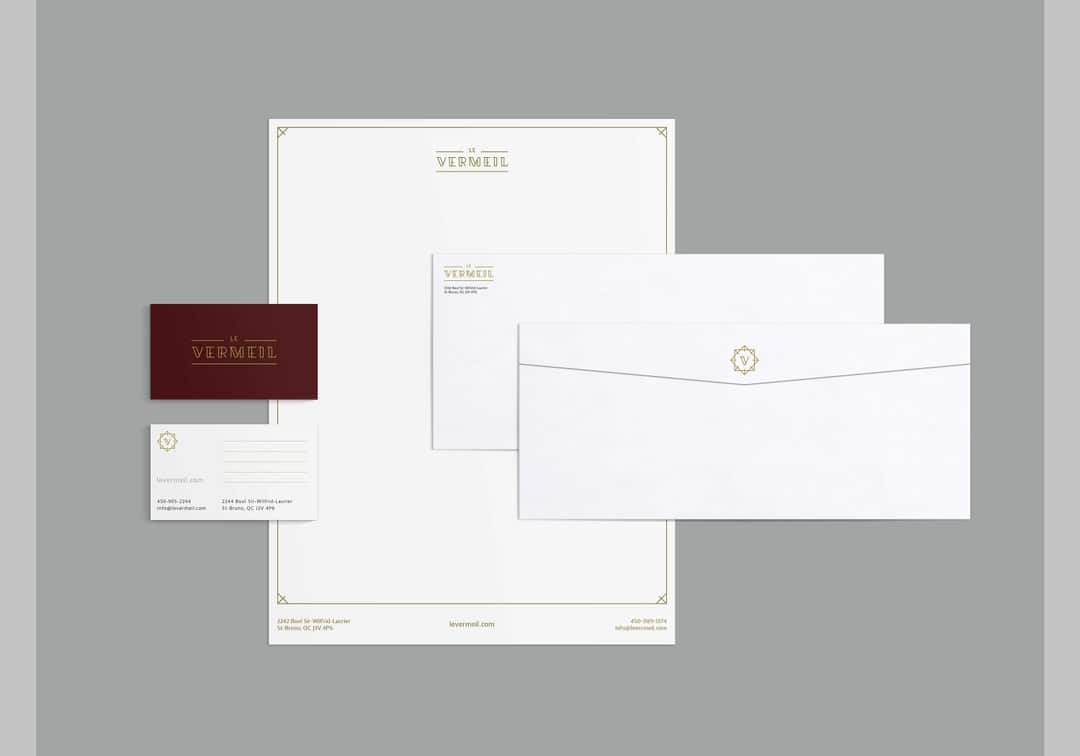 LE
VERMEIL
LE
VERMEIL
V
LE
VERMEIL
V
levermeil.com
450-985-2244
info@levermeil.com
2244 Boul Sir-Wilfrid-Laurier
St Bruno, QC J3V 4P6
2242 Boul Sir-Wilfrid-Laurier
St Bruno, QC J3V 4P6
levermeil.com
info@levermeil.com